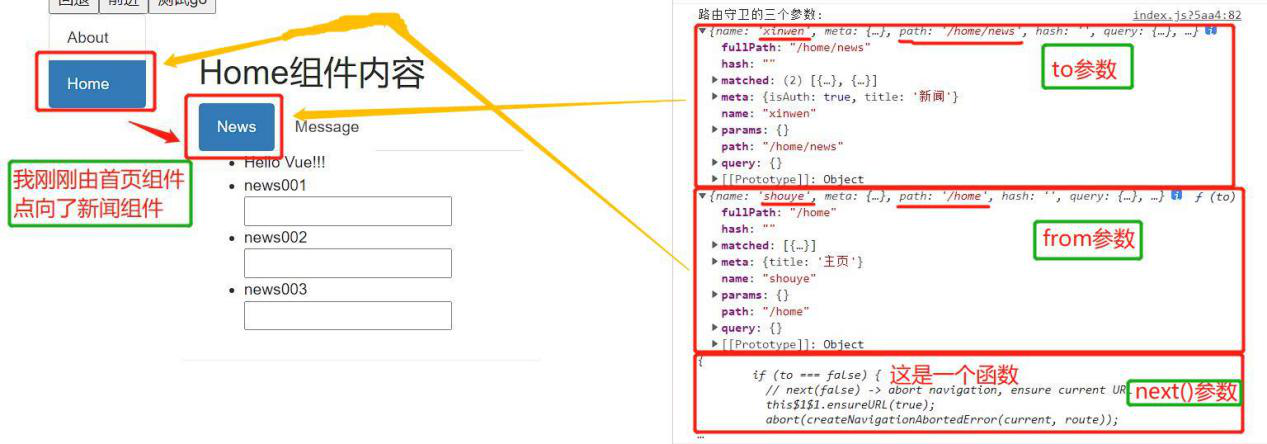 回退
前进
测试go
About
Home
Home组件内容
News
Message
我刚刚由首页组件
点向了新闻组件
Hello Vue!!!
news001
news002
news003
路由守卫的三个参数:
index.js?5aa4:82
{name: 'xinwen', meta: {…}, path: '/home/news', hash: '', query: {…}, …}
fullPath: "/home/news"
hash: ""
matched: (2) [{…}, {…}]
meta: {isAuth: true, title: '新闻'}
name: "xinwen"
params: {}
path: "/home/news"
query: {}
[[Prototype]]: Object
to参数
{name: 'shouye', meta: {…}, path: '/home', hash: '', query: {…}, …} ƒ (to)
fullPath: "/home"
hash: ""
matched: [{…}]
meta: {title: '主页'}
name: "shouye"
params: {}
path: "/home"
query: {}
[[Prototype]]: Object
from参数
{
if (to === false) {
这是一个函数
// next(false) -> abort navigation, ensure current UR
next()参数
this$1$1.ensureURL(true);
abort(createNavigationAbortedError(current, route));
…